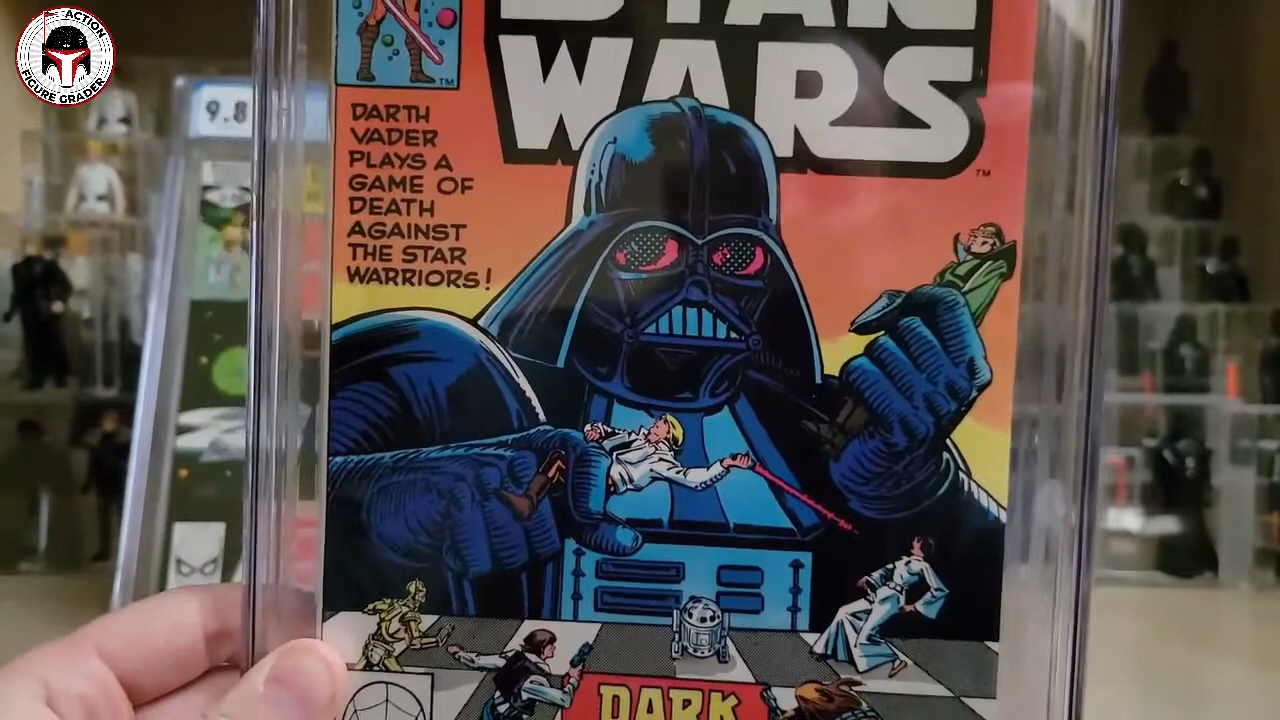 THE ACTION
FIGURE GRADER
9.8
STAR
WARS
TM
TM
DARTH
VADER
PLAYS A
GAME OF
DEATH
AGAINST
THE STAR
WARRIORS!
DARK